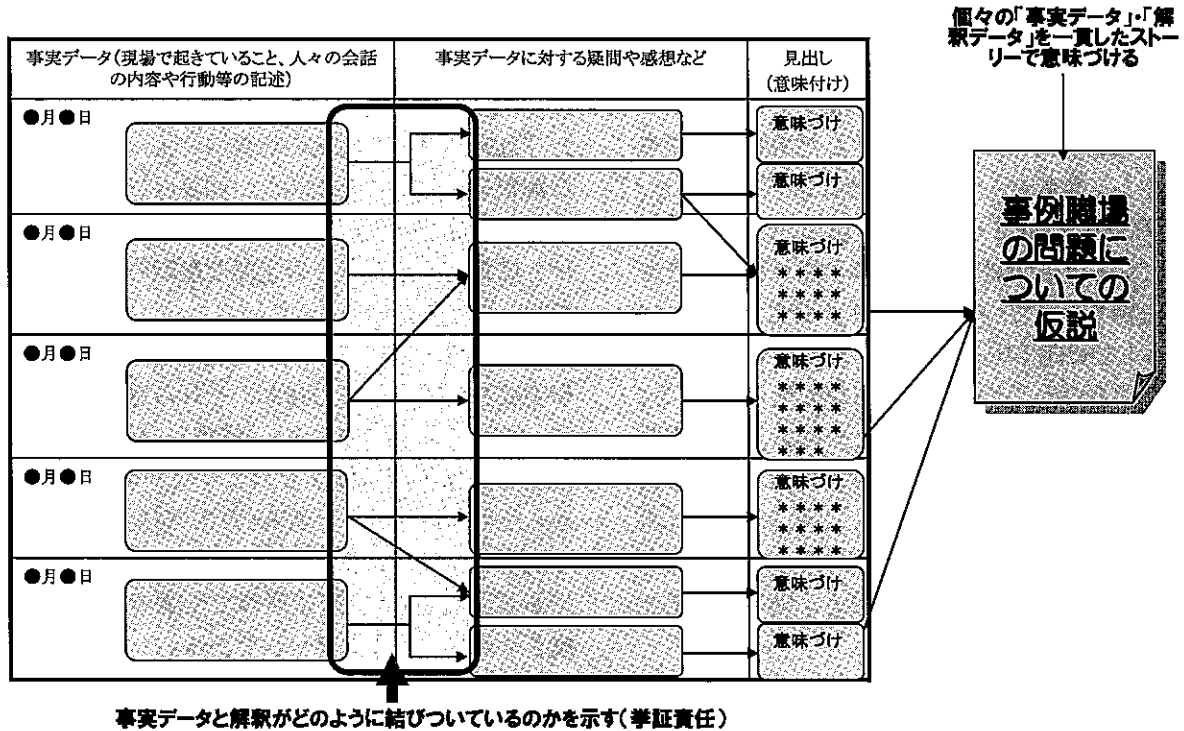 個々の「事実データ」・「解
釈データ」を一貫したストー
リーで意味づける
事実データ(現場で起きていること、人々の会話
の内容や行動等の記述)
事実データに対する疑問や感想など
見出し
(意味付け)
●月●日
意味づけ
意味づけ
●月●日
意味づけ
＊＊＊＊
＊＊＊＊
＊＊＊＊
●月●日
意味づけ
＊＊＊＊
＊＊＊＊
＊＊＊＊
＊＊＊
●月●日
意味づけ
＊＊＊＊
＊＊＊＊
＊＊＊＊
●月●日
意味づけ
意味づけ
事例職場
の問題に
ついての
仮説
事実データと解釈がどのように結びついているのかを示す(挙証責任)